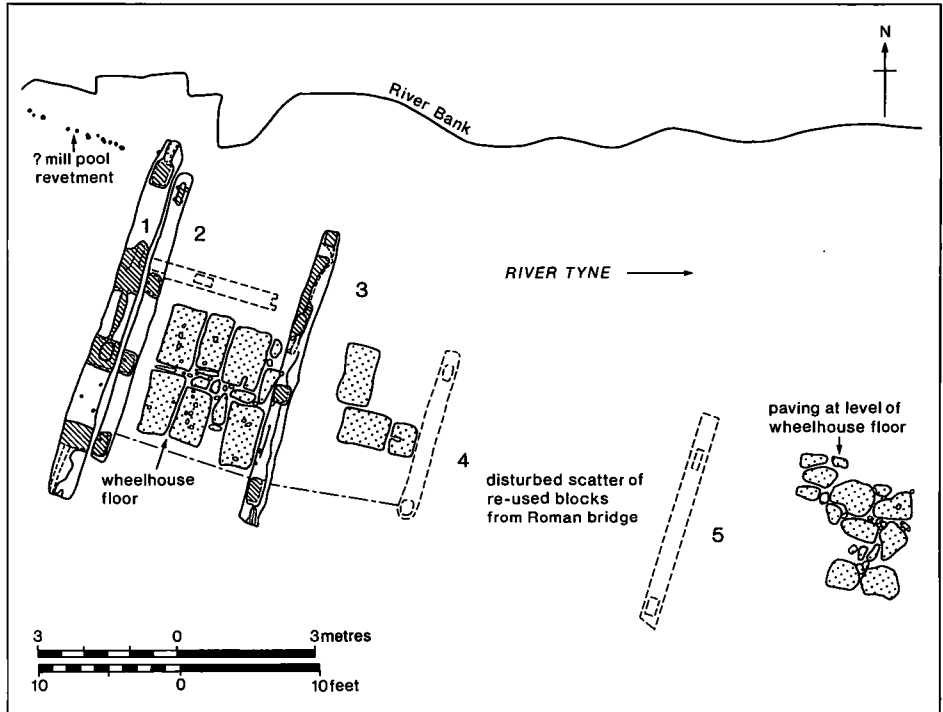 N
River Bank
? mill pool
revetment
1
2
3
RIVER TYNE
4
5
wheelhouse
floor
disturbed scatter of
re-used blocks
from Roman bridge
paving at level of
wheelhouse floor
3 0 3 metres
10 0 10 feet